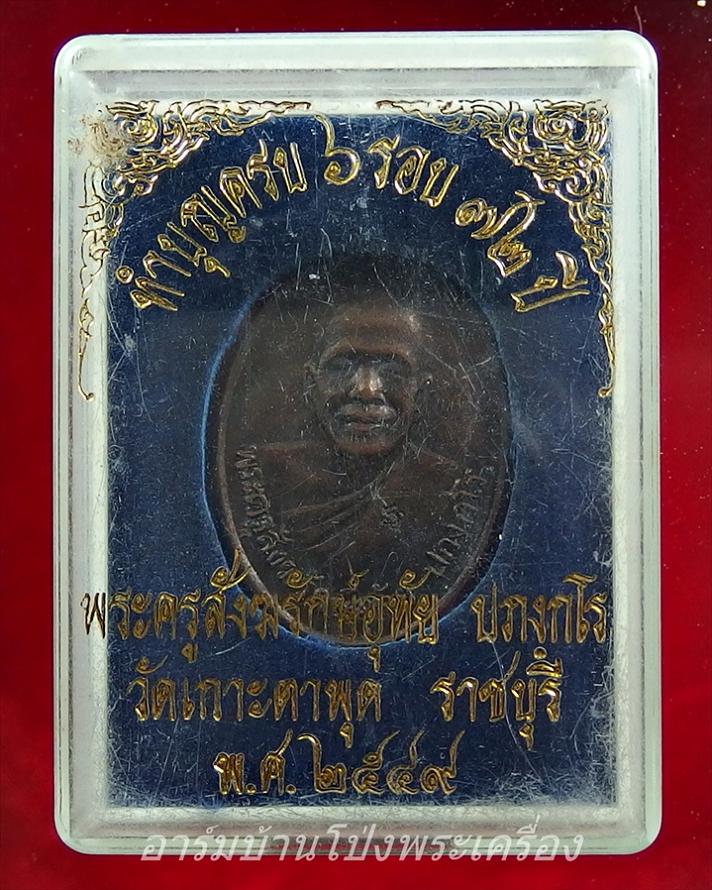 ทำบุญครบ ๖ รอบ ๗๒ ปี
พระครูสังฆรักษ์อุทัย ปภงฺกโร
วัดเกาะตาพุด ราชบุรี
พ.ศ. ๒๕๔๙
อาร์มบ้านโป่งพระเครื่อง